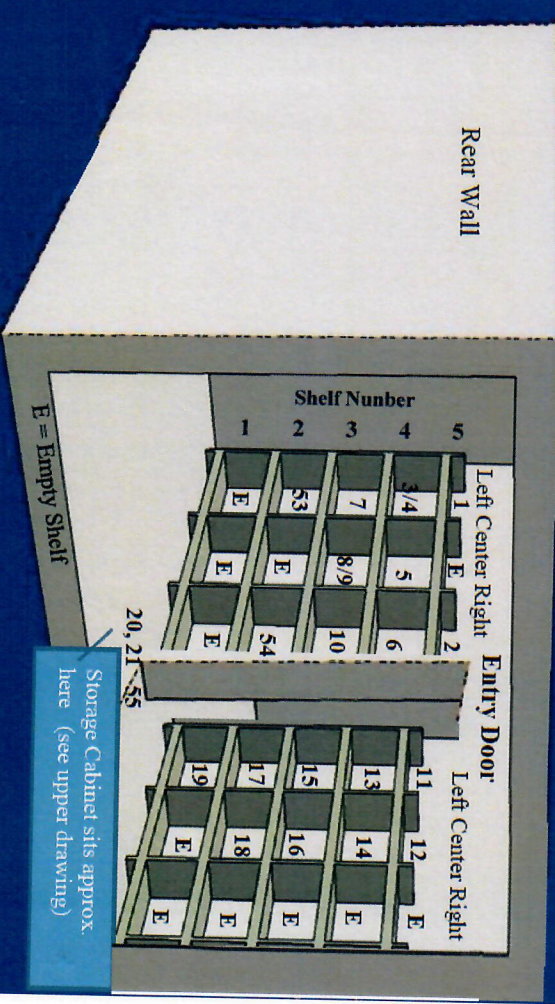 Rear Wall
Entry Door
Left Center Right
Left Center Right
Shelf Nunber
5
1 E 2
11 12 E
4
3/4 5 6
13 14 E
3
7 8/9 10
15 16 E
2
53 E 54
17 18 E
1
E E E
19 E E
20, 21 -55
E = Empty Shelf
Storage Cabinet sits approx.
here (see upper drawing)